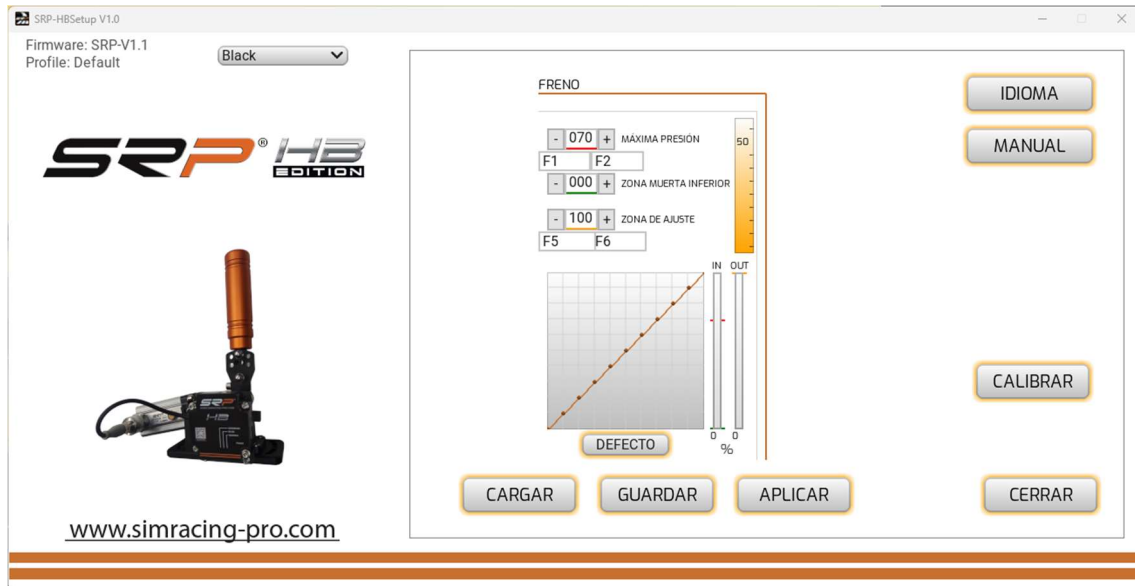 SRP-HBSetup V1.0
Firmware: SRP-V1.1
Profile: Default
Black
SRP® HB
EDITION
SRP
HB
www.simracing-pro.com
FRENO
- 070 + MÁXIMA PRESIÓN
F1 F2
- 000 + ZONA MUERTA INFERIOR
- 100 + ZONA DE AJUSTE
F5 F6
50
IN OUT
0 0
%
DEFECTO
IDIOMA
MANUAL
CALIBRAR
CARGAR GUARDAR APLICAR CERRAR